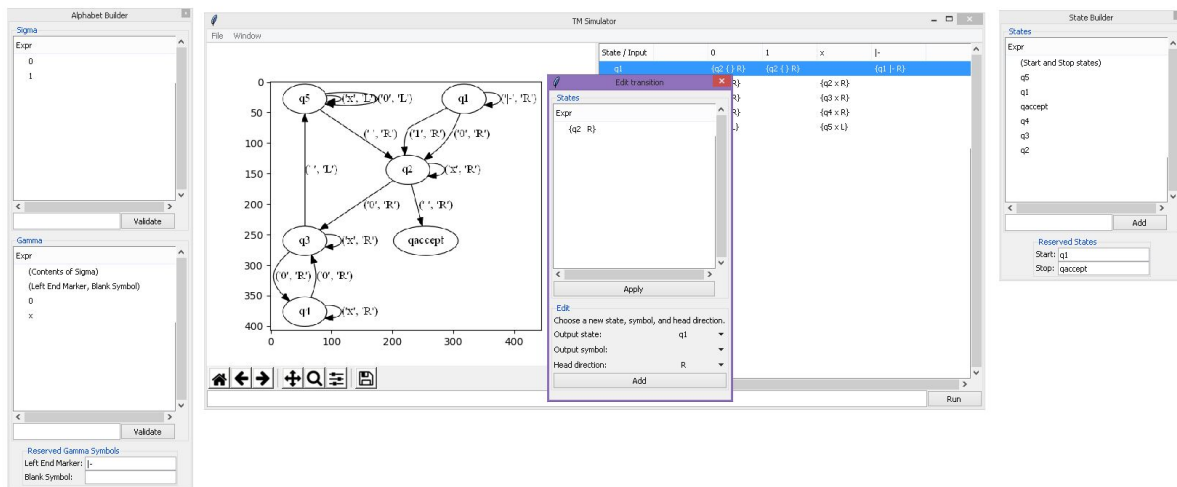 Alphabet Builder
Sigma
Expr
0
1
Validate
Gamma
Expr
(Contents of Sigma)
(Left End Marker, Blank Symbol)
0
x
Validate
Reserved Gamma Symbols
Left End Marker: |-
Blank Symbol:
TM Simulator
File Window
0
50
100
150
200
250
300
350
400
0 100 200 300 400
q5 ('x', 'L') ('0', 'L') q1 ('|-', 'R')
(' ', 'R') ('1', 'R') ('0', 'R')
(' ', 'L') q2 ('x', 'R')
('0', 'R') (' ', 'R')
q3 ('x', 'R') qaccept
('0', 'R') ('0', 'R')
q4 ('x', 'R')
State / Input 0 1 x |-
q1 {q2 { } R} {q2 { } R} {q1 |- R}
R} {q2 x R}
R} {q3 x R}
R} {q4 x R}
L} {q5 x L}
Run
Edit transition
States
Expr
{q2 R}
Apply
Edit
Choose a new state, symbol, and head direction.
Output state: q1
Output symbol:
Head direction: R
Add
State Builder
States
Expr
(Start and Stop states)
q5
q1
qaccept
q4
q3
q2
Add
Reserved States
Start: q1
Stop: qaccept